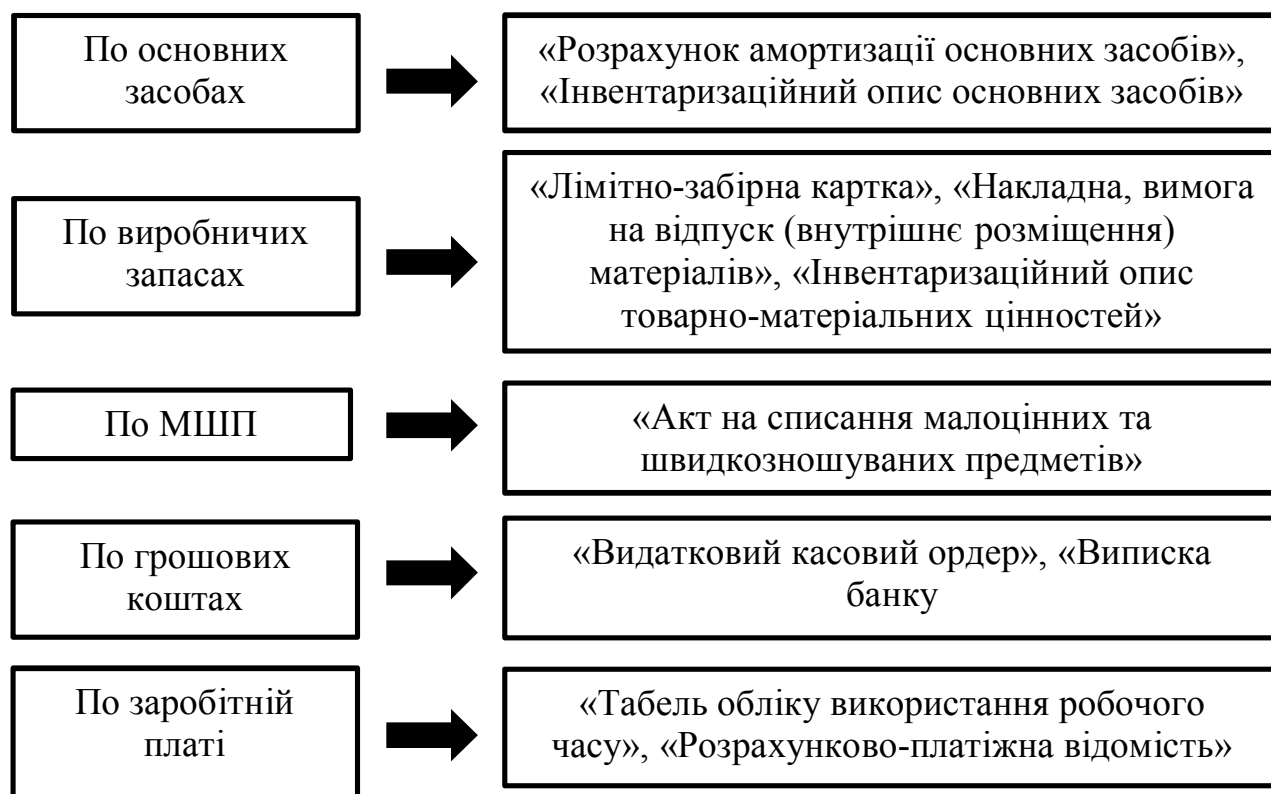 По основних
засобах
«Розрахунок амортизації основних засобів»,
«Інвентаризаційний опис основних засобів»
По виробничих
запасах
«Лімітно-забірна картка», «Накладна, вимога
на відпуск (внутрішнє розміщення)
матеріалів», «Інвентаризаційний опис
товарно-матеріальних цінностей»
По МШП
«Акт на списання малоцінних та
швидкозношуваних предметів»
По грошових
коштах
«Видатковий касовий ордер», «Виписка
банку
По заробітній
платі
«Табель обліку використання робочого
часу», «Розрахунково-платіжна відомість»